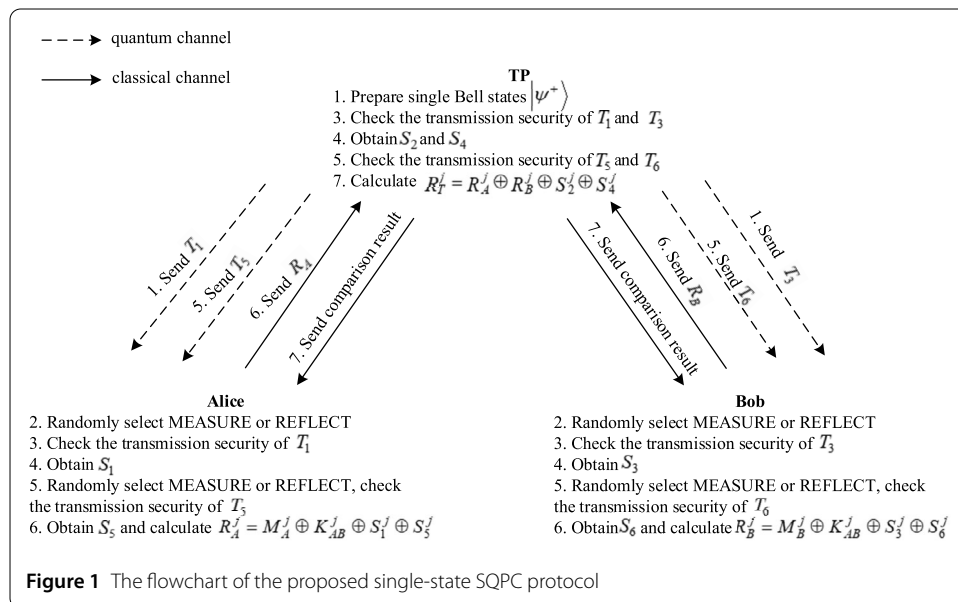 quantum channel
classical channel
TP
1. Prepare single Bell states |ψ⁺⟩
3. Check the transmission security of T₁ and T₃
4. Obtain S₂ and S₄
5. Check the transmission security of T₅ and T₆
7. Calculate R_T^j = R_A^j ⊕ R_B^j ⊕ S_2^j ⊕ S_4^j
1. Send T₁
5. Send T₅
6. Send R_A
7. Send comparison result
7. Send comparison result
6. Send R_B
5. Send T₆
1. Send T₃
Alice
2. Randomly select MEASURE or REFLECT
3. Check the transmission security of T₁
4. Obtain S₁
5. Randomly select MEASURE or REFLECT, check
the transmission security of T₅
6. Obtain S₅ and calculate R_A^j = M_A^j ⊕ K_AB^j ⊕ S_1^j ⊕ S_5^j
Bob
2. Randomly select MEASURE or REFLECT
3. Check the transmission security of T₃
4. Obtain S₃
5. Randomly select MEASURE or REFLECT, check
the transmission security of T₆
6. Obtain S₆ and calculate R_B^j = M_B^j ⊕ K_AB^j ⊕ S_3^j ⊕ S_6^j
Figure 1 The flowchart of the proposed single-state SQPC protocol